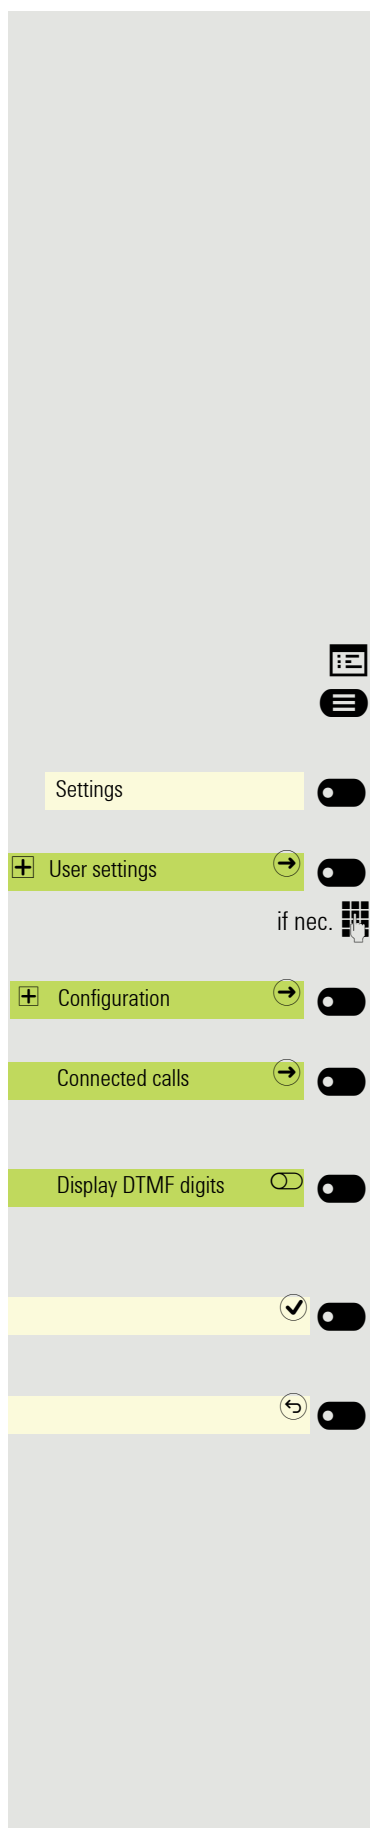 Settings
User settings
if nec.
Configuration
Connected calls
Display DTMF digits